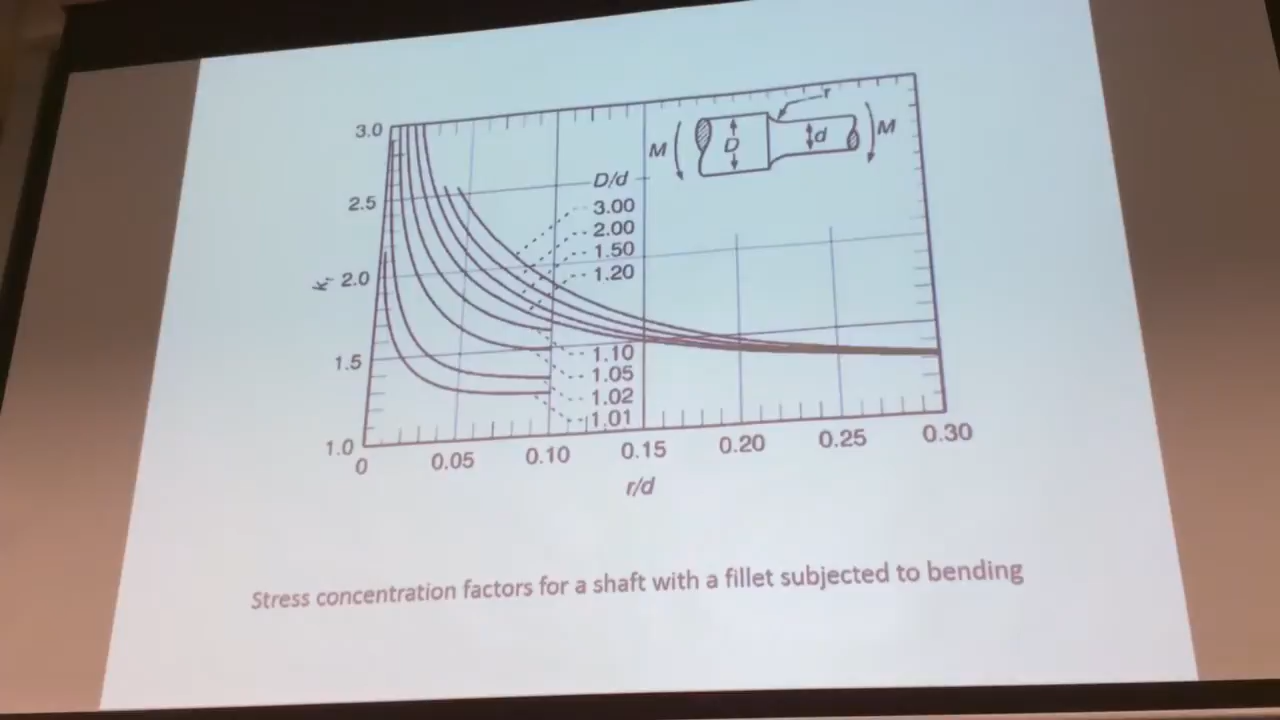 3.0
2.5
2.0
1.5
1.0
0
0.05
0.10
0.15
0.20
0.25
0.30
r/d
D/d
3.00
2.00
1.50
1.20
1.10
1.05
1.02
1.01
r
M
D
d
M
Stress concentration factors for a shaft with a fillet subjected to bending